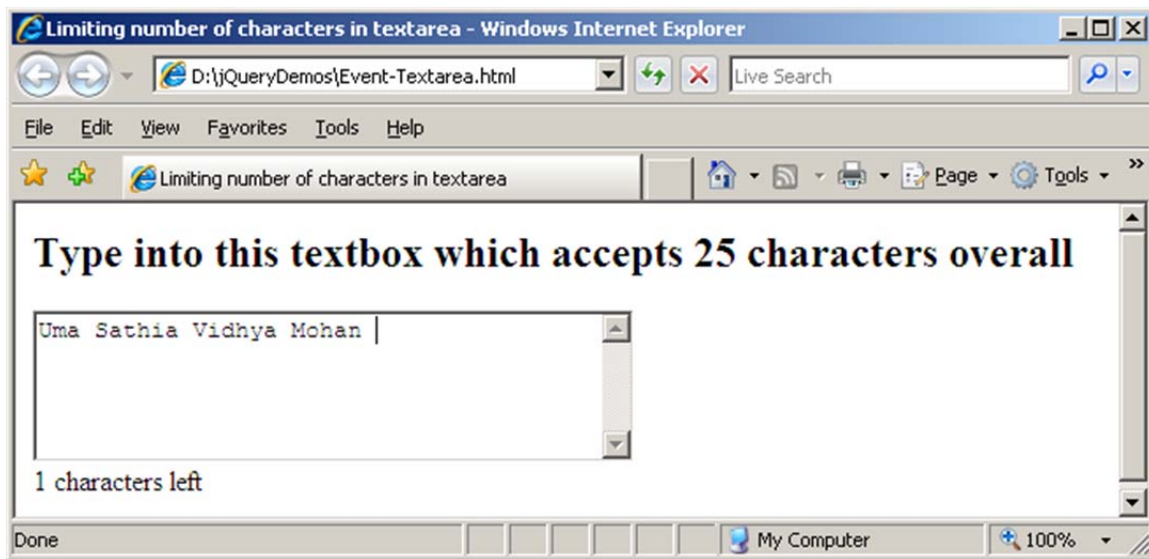 Limiting number of characters in textarea - Windows Internet Explorer
D:\jQueryDemos\Event-Textarea.html Live Search
File Edit View Favorites Tools Help
Limiting number of characters in textarea Page Tools »
Type into this textbox which accepts 25 characters overall
Uma Sathia Vidhya Mohan
1 characters left
Done My Computer 100%